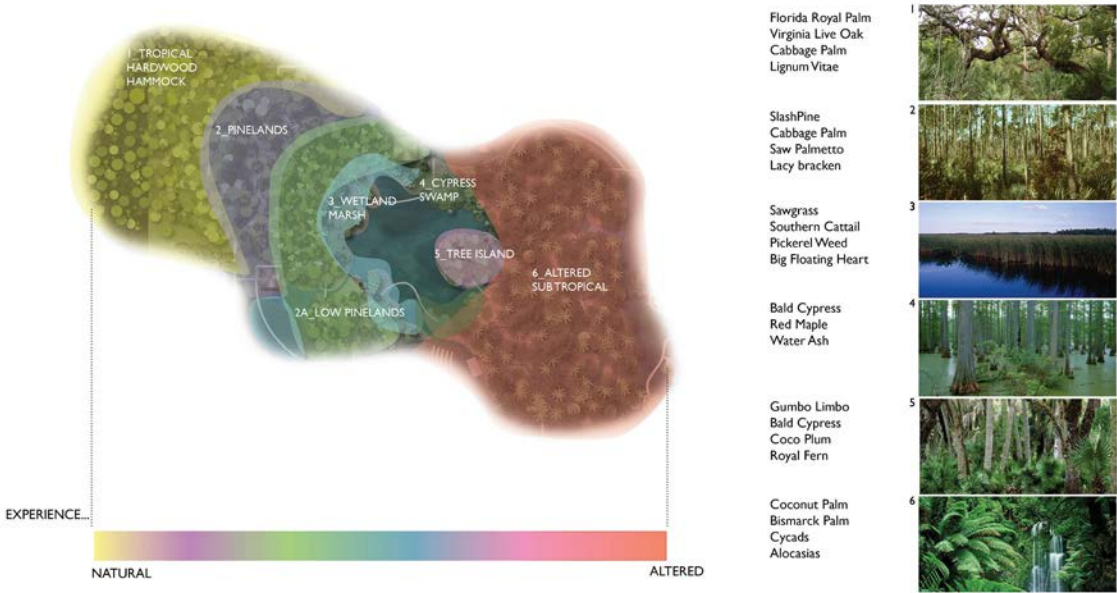 1_TROPICAL
HARDWOOD
HAMMOCK
2_PINELANDS
3_WETLAND
MARSH
4_CYPRESS
SWAMP
5_TREE ISLAND
6_ALTERED
SUBTROPICAL
2A_LOW PINELANDS
EXPERIENCE...
NATURAL
ALTERED
Florida Royal Palm
Virginia Live Oak
Cabbage Palm
Lignum Vitae
1
SlashPine
Cabbage Palm
Saw Palmetto
Lacy bracken
2
Sawgrass
Southern Cattail
Pickerel Weed
Big Floating Heart
3
Bald Cypress
Red Maple
Water Ash
4
Gumbo Limbo
Bald Cypress
Coco Plum
Royal Fern
5
Coconut Palm
Bismarck Palm
Cycads
Alocasias
6